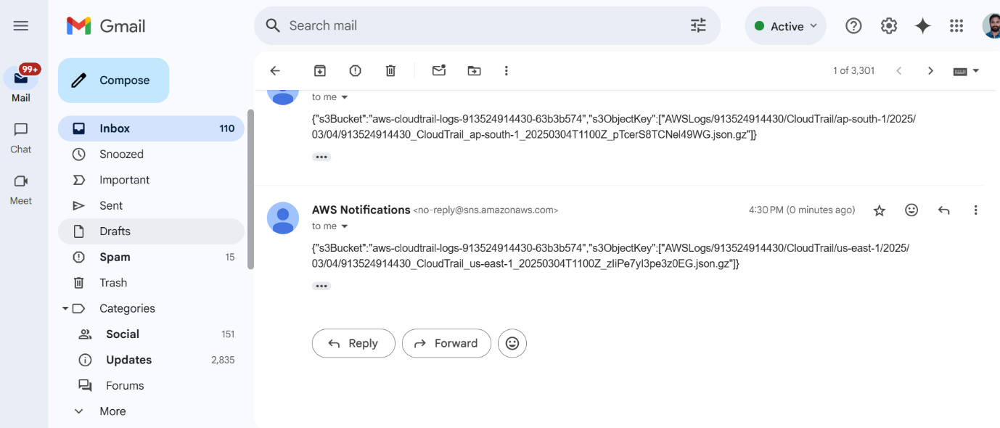 Gmail
Search mail
Active
99+
Mail
Chat
Meet
Compose
Inbox 110
Snoozed
Important
Sent
Drafts
Spam 15
Trash
Categories
Social 151
Updates 2,835
Forums
More
1 of 3,301
to me
{"s3Bucket":"aws-cloudtrail-logs-913524914430-63b3b574","s3ObjectKey":["AWSLogs/913524914430/CloudTrail/ap-south-1/2025/
03/04/913524914430_CloudTrail_ap-south-1_20250304T1100Z_pTcerS8TCNel49WG.json.gz"]}
AWS Notifications <no-reply@sns.amazonaws.com> 4:30 PM (0 minutes ago)
to me
{"s3Bucket":"aws-cloudtrail-logs-913524914430-63b3b574","s3ObjectKey":["AWSLogs/913524914430/CloudTrail/us-east-1/2025/
03/04/913524914430_CloudTrail_us-east-1_20250304T1100Z_zIiPe7yI3pe3z0EG.json.gz"]}
Reply
Forward